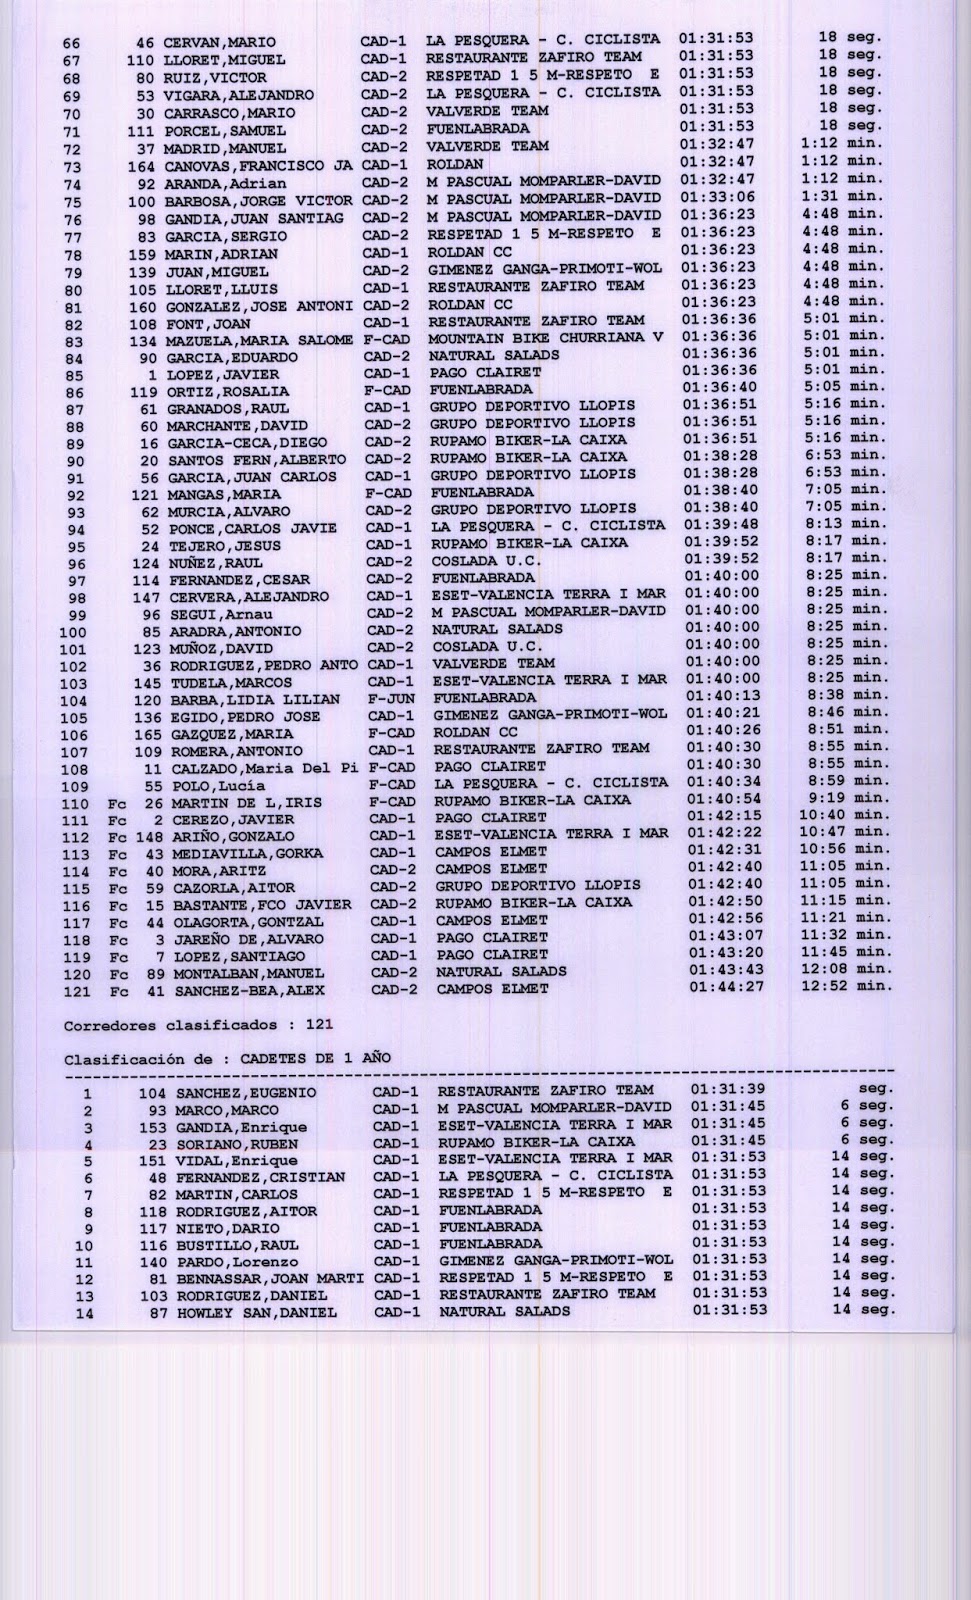 66 46 CERVAN,MARIO CAD-1 LA PESQUERA - C. CICLISTA 01:31:53 18 seg.
67 110 LLORET,MIGUEL CAD-1 RESTAURANTE ZAFIRO TEAM 01:31:53 18 seg.
68 80 RUIZ,VICTOR CAD-2 RESPETAD 1 5 M-RESPETO E 01:31:53 18 seg.
69 53 VIGARA,ALEJANDRO CAD-2 LA PESQUERA - C. CICLISTA 01:31:53 18 seg.
70 30 CARRASCO,MARIO CAD-2 VALVERDE TEAM 01:31:53 18 seg.
71 111 PORCEL,SAMUEL CAD-2 FUENLABRADA 01:31:53 18 seg.
72 37 MADRID,MANUEL CAD-2 VALVERDE TEAM 01:32:47 1:12 min.
73 164 CANOVAS,FRANCISCO JA CAD-1 ROLDAN 01:32:47 1:12 min.
74 92 ARANDA,Adrian CAD-2 M PASCUAL MOMPARLER-DAVID 01:32:47 1:12 min.
75 100 BARBOSA,JORGE VICTOR CAD-2 M PASCUAL MOMPARLER-DAVID 01:33:06 1:31 min.
76 98 GANDIA,JUAN SANTIAG CAD-2 M PASCUAL MOMPARLER-DAVID 01:36:23 4:48 min.
77 83 GARCIA,SERGIO CAD-2 RESPETAD 1 5 M-RESPETO E 01:36:23 4:48 min.
78 159 MARIN,ADRIAN CAD-1 ROLDAN CC 01:36:23 4:48 min.
79 139 JUAN,MIGUEL CAD-2 GIMENEZ GANGA-PRIMOTI-WOL 01:36:23 4:48 min.
80 105 LLORET,LLUIS CAD-1 RESTAURANTE ZAFIRO TEAM 01:36:23 4:48 min.
81 160 GONZALEZ,JOSE ANTONI CAD-2 ROLDAN CC 01:36:23 4:48 min.
82 108 FONT,JOAN CAD-1 RESTAURANTE ZAFIRO TEAM 01:36:36 5:01 min.
83 134 MAZUELA,MARIA SALOME F-CAD MOUNTAIN BIKE CHURRIANA V 01:36:36 5:01 min.
84 90 GARCIA,EDUARDO CAD-2 NATURAL SALADS 01:36:36 5:01 min.
85 1 LOPEZ,JAVIER CAD-1 PAGO CLAIRET 01:36:36 5:01 min.
86 119 ORTIZ,ROSALIA F-CAD FUENLABRADA 01:36:40 5:05 min.
87 61 GRANADOS,RAUL CAD-1 GRUPO DEPORTIVO LLOPIS 01:36:51 5:16 min.
88 60 MARCHANTE,DAVID CAD-2 GRUPO DEPORTIVO LLOPIS 01:36:51 5:16 min.
89 16 GARCIA-CECA,DIEGO CAD-2 RUPAMO BIKER-LA CAIXA 01:36:51 5:16 min.
90 20 SANTOS FERN,ALBERTO CAD-2 RUPAMO BIKER-LA CAIXA 01:38:28 6:53 min.
91 56 GARCIA,JUAN CARLOS CAD-1 GRUPO DEPORTIVO LLOPIS 01:38:28 6:53 min.
92 121 MANGAS,MARIA F-CAD FUENLABRADA 01:38:40 7:05 min.
93 62 MURCIA,ALVARO CAD-2 GRUPO DEPORTIVO LLOPIS 01:38:40 7:05 min.
94 52 PONCE,CARLOS JAVIE CAD-1 LA PESQUERA - C. CICLISTA 01:39:48 8:13 min.
95 24 TEJERO,JESUS CAD-1 RUPAMO BIKER-LA CAIXA 01:39:52 8:17 min.
96 124 NUÑEZ,RAUL CAD-2 COSLADA U.C. 01:39:52 8:17 min.
97 114 FERNANDEZ,CESAR CAD-2 FUENLABRADA 01:40:00 8:25 min.
98 147 CERVERA,ALEJANDRO CAD-1 ESET-VALENCIA TERRA I MAR 01:40:00 8:25 min.
99 96 SEGUI,Arnau CAD-2 M PASCUAL MOMPARLER-DAVID 01:40:00 8:25 min.
100 85 ARADRA,ANTONIO CAD-2 NATURAL SALADS 01:40:00 8:25 min.
101 123 MUÑOZ,DAVID CAD-2 COSLADA U.C. 01:40:00 8:25 min.
102 36 RODRIGUEZ,PEDRO ANTO CAD-1 VALVERDE TEAM 01:40:00 8:25 min.
103 145 TUDELA,MARCOS CAD-1 ESET-VALENCIA TERRA I MAR 01:40:00 8:25 min.
104 120 BARBA,LIDIA LILIAN F-JUN FUENLABRADA 01:40:13 8:38 min.
105 136 EGIDO,PEDRO JOSE CAD-1 GIMENEZ GANGA-PRIMOTI-WOL 01:40:21 8:46 min.
106 165 GAZQUEZ,MARIA F-CAD ROLDAN CC 01:40:26 8:51 min.
107 109 ROMERA,ANTONIO CAD-1 RESTAURANTE ZAFIRO TEAM 01:40:30 8:55 min.
108 11 CALZADO,Maria Del Pi F-CAD PAGO CLAIRET 01:40:30 8:55 min.
109 55 POLO,Lucía F-CAD LA PESQUERA - C. CICLISTA 01:40:34 8:59 min.
110 Fc 26 MARTIN DE L,IRIS F-CAD RUPAMO BIKER-LA CAIXA 01:40:54 9:19 min.
111 Fc 2 CEREZO,JAVIER CAD-1 PAGO CLAIRET 01:42:15 10:40 min.
112 Fc 148 ARIÑO,GONZALO CAD-1 ESET-VALENCIA TERRA I MAR 01:42:22 10:47 min.
113 Fc 43 MEDIAVILLA,GORKA CAD-1 CAMPOS ELMET 01:42:31 10:56 min.
114 Fc 40 MORA,ARITZ CAD-2 CAMPOS ELMET 01:42:40 11:05 min.
115 Fc 59 CAZORLA,AITOR CAD-2 GRUPO DEPORTIVO LLOPIS 01:42:40 11:05 min.
116 Fc 15 BASTANTE,FCO JAVIER CAD-2 RUPAMO BIKER-LA CAIXA 01:42:50 11:15 min.
117 Fc 44 OLAGORTA,GONTZAL CAD-1 CAMPOS ELMET 01:42:56 11:21 min.
118 Fc 3 JAREÑO DE,ALVARO CAD-1 PAGO CLAIRET 01:43:07 11:32 min.
119 Fc 7 LOPEZ,SANTIAGO CAD-1 PAGO CLAIRET 01:43:20 11:45 min.
120 Fc 89 MONTALBAN,MANUEL CAD-2 NATURAL SALADS 01:43:43 12:08 min.
121 Fc 41 SANCHEZ-BEA,ALEX CAD-2 CAMPOS ELMET 01:44:27 12:52 min.
Corredores clasificados : 121
Clasificación de : CADETES DE 1 AÑO
1 104 SANCHEZ,EUGENIO CAD-1 RESTAURANTE ZAFIRO TEAM 01:31:39 seg.
2 93 MARCO,MARCO CAD-1 M PASCUAL MOMPARLER-DAVID 01:31:45 6 seg.
3 153 GANDIA,Enrique CAD-1 ESET-VALENCIA TERRA I MAR 01:31:45 6 seg.
4 23 SORIANO,RUBEN CAD-1 RUPAMO BIKER-LA CAIXA 01:31:45 6 seg.
5 151 VIDAL,Enrique CAD-1 ESET-VALENCIA TERRA I MAR 01:31:53 14 seg.
6 48 FERNANDEZ,CRISTIAN CAD-1 LA PESQUERA - C. CICLISTA 01:31:53 14 seg.
7 82 MARTIN,CARLOS CAD-1 RESPETAD 1 5 M-RESPETO E 01:31:53 14 seg.
8 118 RODRIGUEZ,AITOR CAD-1 FUENLABRADA 01:31:53 14 seg.
9 117 NIETO,DARIO CAD-1 FUENLABRADA 01:31:53 14 seg.
10 116 BUSTILLO,RAUL CAD-1 FUENLABRADA 01:31:53 14 seg.
11 140 PARDO,Lorenzo CAD-1 GIMENEZ GANGA-PRIMOTI-WOL 01:31:53 14 seg.
12 81 BENNASSAR,JOAN MARTI CAD-1 RESPETAD 1 5 M-RESPETO E 01:31:53 14 seg.
13 103 RODRIGUEZ,DANIEL CAD-1 RESTAURANTE ZAFIRO TEAM 01:31:53 14 seg.
14 87 HOWLEY SAN,DANIEL CAD-1 NATURAL SALADS 01:31:53 14 seg.